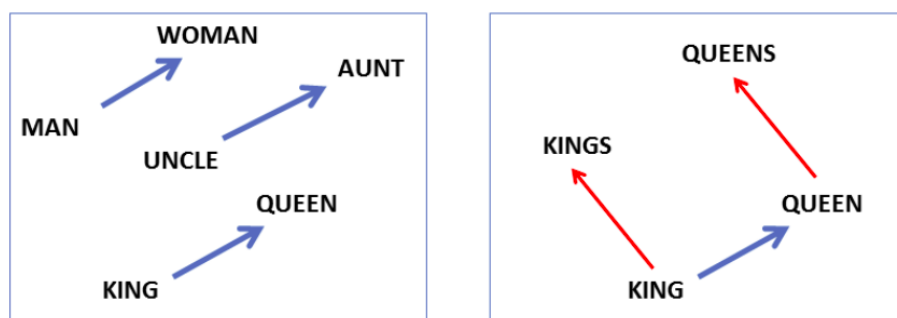 WOMAN
AUNT
MAN
UNCLE
QUEEN
KING
QUEENS
KINGS
QUEEN
KING